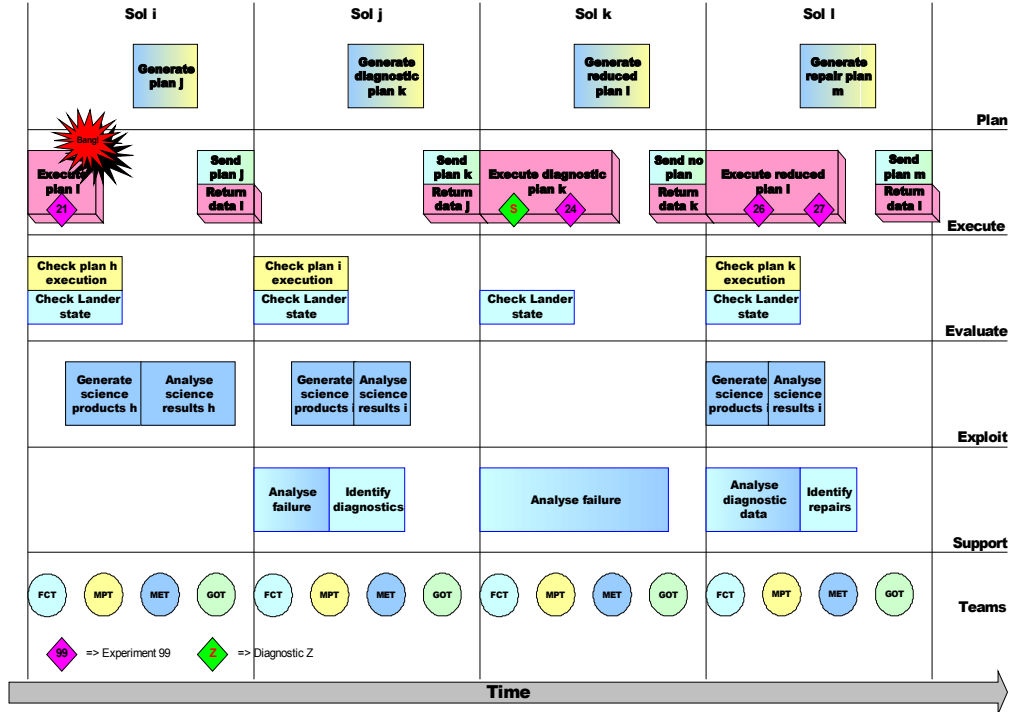 Sol i
Sol j
Sol k
Sol l
Generate
plan j
Generate
diagnostic
plan k
Generate
reduced
plan l
Generate
repair plan
m
Plan
Bang!
Execute
plan I
21
Send
plan j
Return
data I
Send
plan k
Return
data j
Execute diagnostic
plan k
S
24
Send no
plan
Return
data k
Execute reduced
plan l
26
27
Send
plan m
Return
data l
Execute
Check plan h
execution
Check Lander
state
Check plan i
execution
Check Lander
state
Check Lander
state
Check plan k
execution
Check Lander
state
Evaluate
Generate
science
products h
Analyse
science
results h
Generate
science
products i
Analyse
science
results i
Generate
science
products i
Analyse
science
results i
Exploit
Analyse
failure
Identify
diagnostics
Analyse failure
Analyse
diagnostic
data
Identify
repairs
Support
FCT
MPT
MET
GOT
FCT
MPT
MET
GOT
FCT
MPT
MET
GOT
FCT
MPT
MET
GOT
Teams
99
=> Experiment 99
Z
=> Diagnostic Z
Time